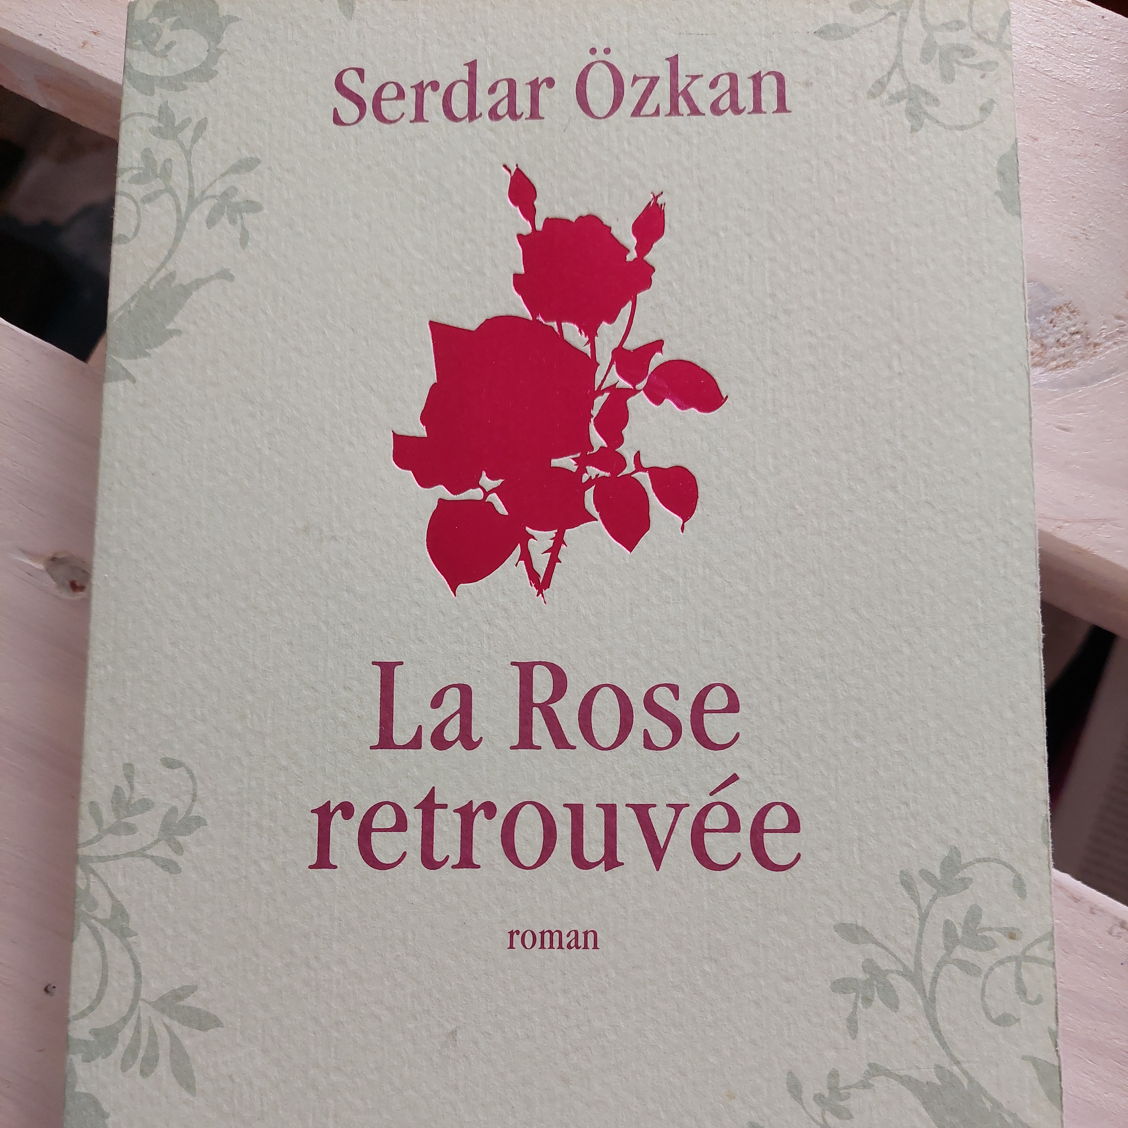 Serdar Özkan
La Rose
retrouvée
roman